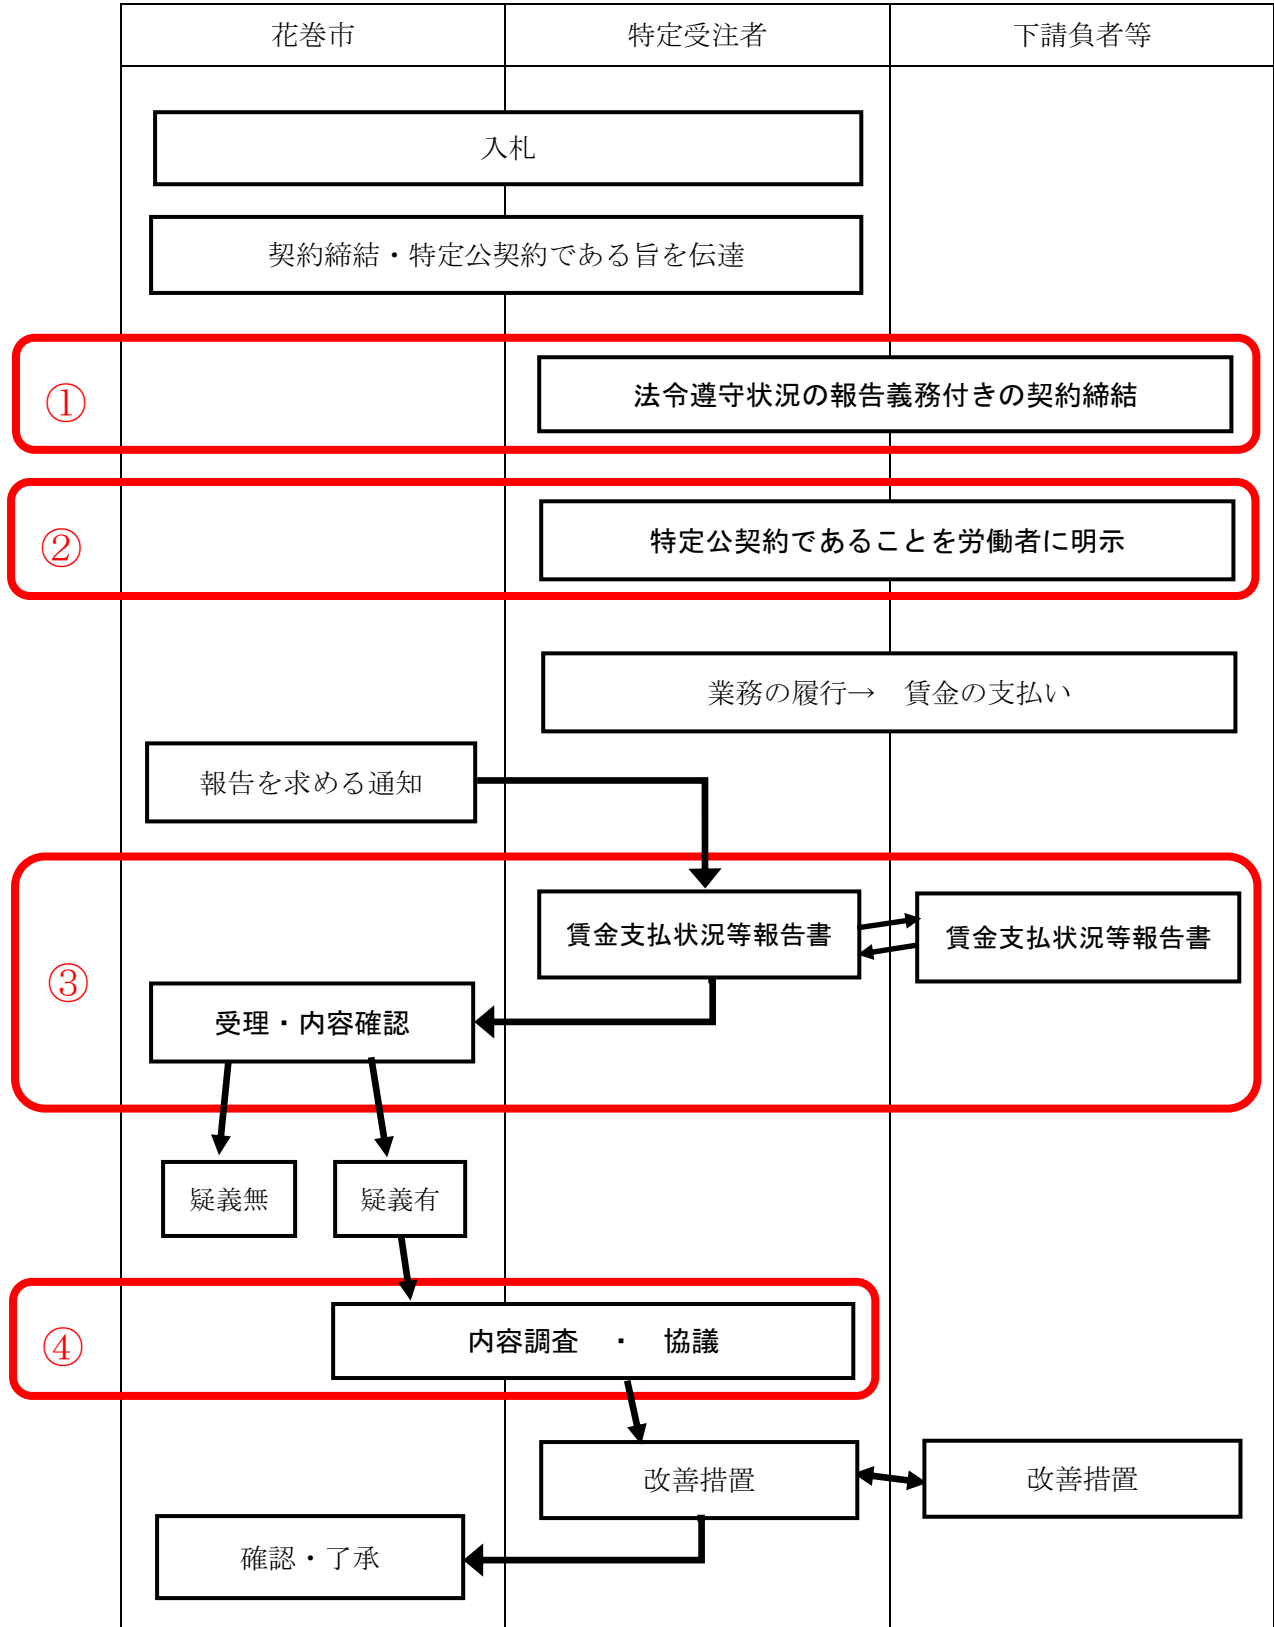 花巻市
特定受注者
下請負者等
入札
契約締結・特定公契約である旨を伝達
①
法令遵守状況の報告義務付きの契約締結
②
特定公契約であることを労働者に明示
業務の履行→　賃金の支払い
報告を求める通知
③
賃金支払状況等報告書
賃金支払状況等報告書
受理・内容確認
疑義無
疑義有
④
内容調査　・　協議
改善措置
改善措置
確認・了承